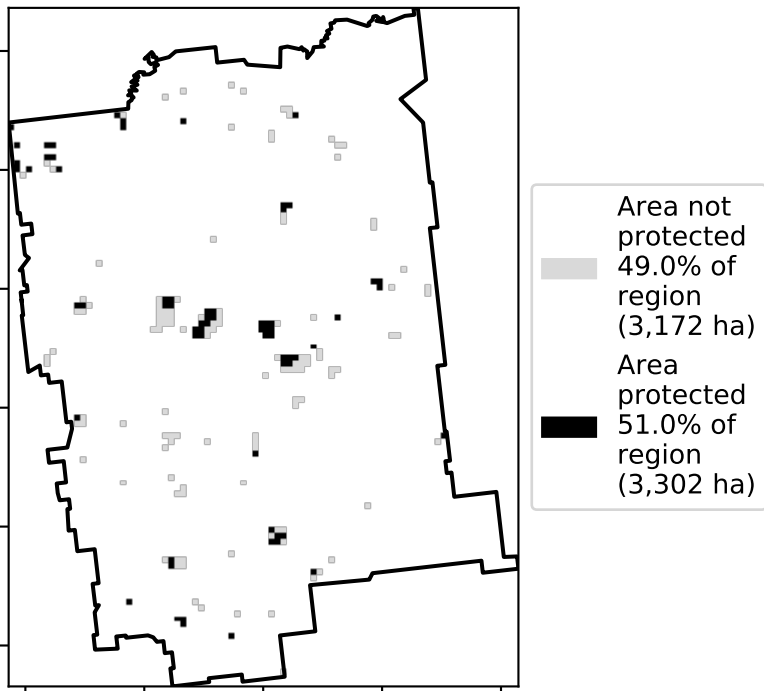 Area not
protected
49.0% of
region
(3,172 ha)
Area
protected
51.0% of
region
(3,302 ha)